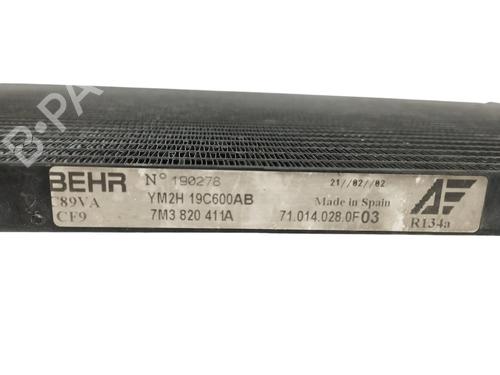 BEHR N° 190278 21//02//02
C89VA YM2H 19C600AB Made in Spain
CF9 7M3 820 411A 71.014.028.0F03 R134a
B-PA